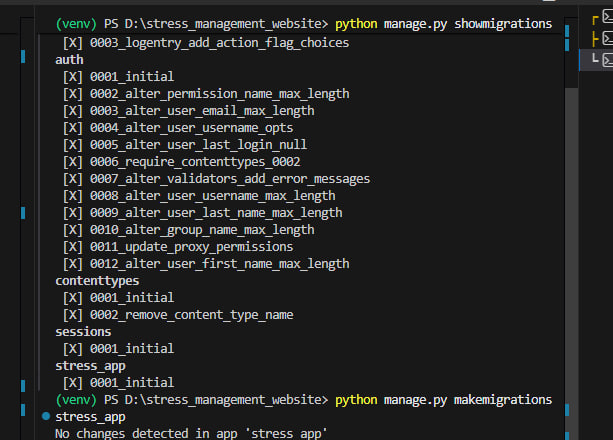 (venv) PS D:\stress_management_website> python manage.py showmigrations
[X] 0003_logentry_add_action_flag_choices
auth
[X] 0001_initial
[X] 0002_alter_permission_name_max_length
[X] 0003_alter_user_email_max_length
[X] 0004_alter_user_username_opts
[X] 0005_alter_user_last_login_null
[X] 0006_require_contenttypes_0002
[X] 0007_alter_validators_add_error_messages
[X] 0008_alter_user_username_max_length
[X] 0009_alter_user_last_name_max_length
[X] 0010_alter_group_name_max_length
[X] 0011_update_proxy_permissions
[X] 0012_alter_user_first_name_max_length
contenttypes
[X] 0001_initial
[X] 0002_remove_content_type_name
sessions
[X] 0001_initial
stress_app
[X] 0001_initial
(venv) PS D:\stress_management_website> python manage.py makemigrations
stress_app
No changes detected in app 'stress_app'